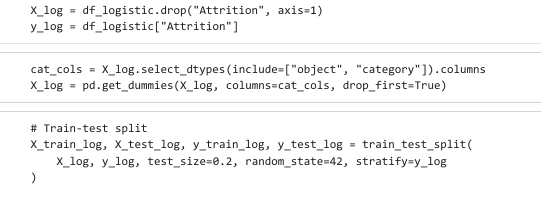 X_log = df_logistic.drop("Attrition", axis=1)
y_log = df_logistic["Attrition"]
cat_cols = X_log.select_dtypes(include=["object", "category"]).columns
X_log = pd.get_dummies(X_log, columns=cat_cols, drop_first=True)
# Train-test split
X_train_log, X_test_log, y_train_log, y_test_log = train_test_split(
    X_log, y_log, test_size=0.2, random_state=42, stratify=y_log
)